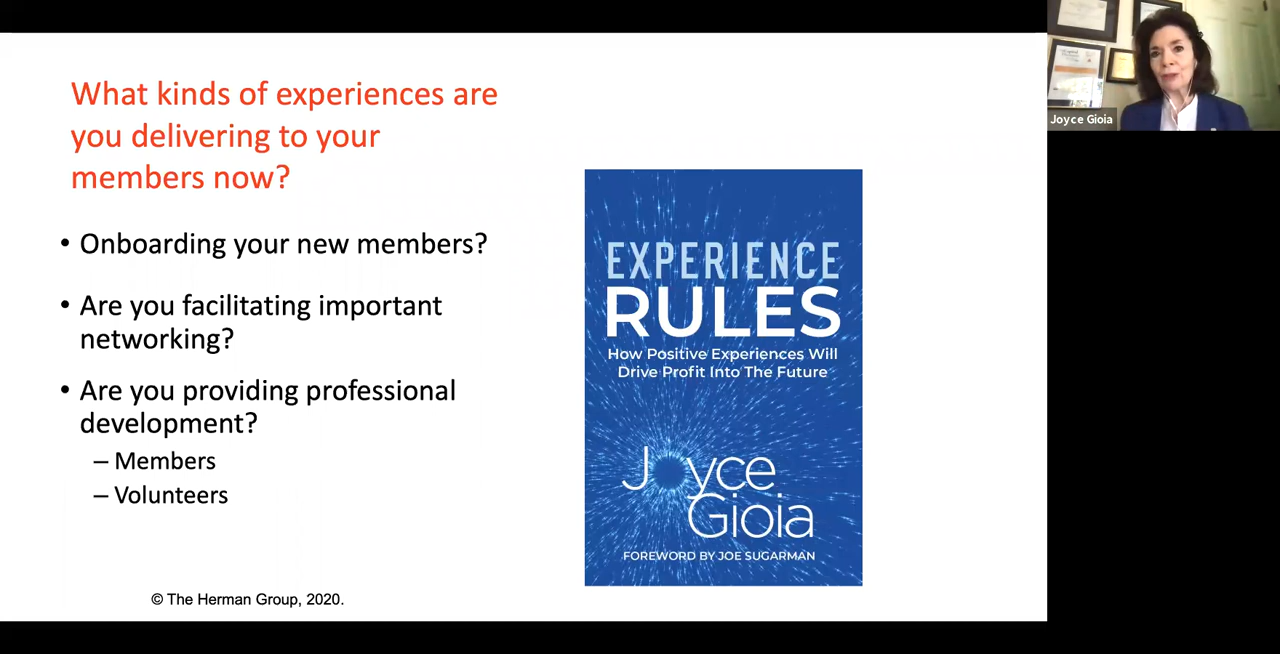 What kinds of experiences are
you delivering to your
members now?
• Onboarding your new members?
• Are you facilitating important
networking?
• Are you providing professional
development?
– Members
– Volunteers
© The Herman Group, 2020.
EXPERIENCE
RULES
How Positive Experiences Will
Drive Profit Into The Future
Joyce
Gioia
FOREWORD BY JOE SUGARMAN
Joyce Gioia